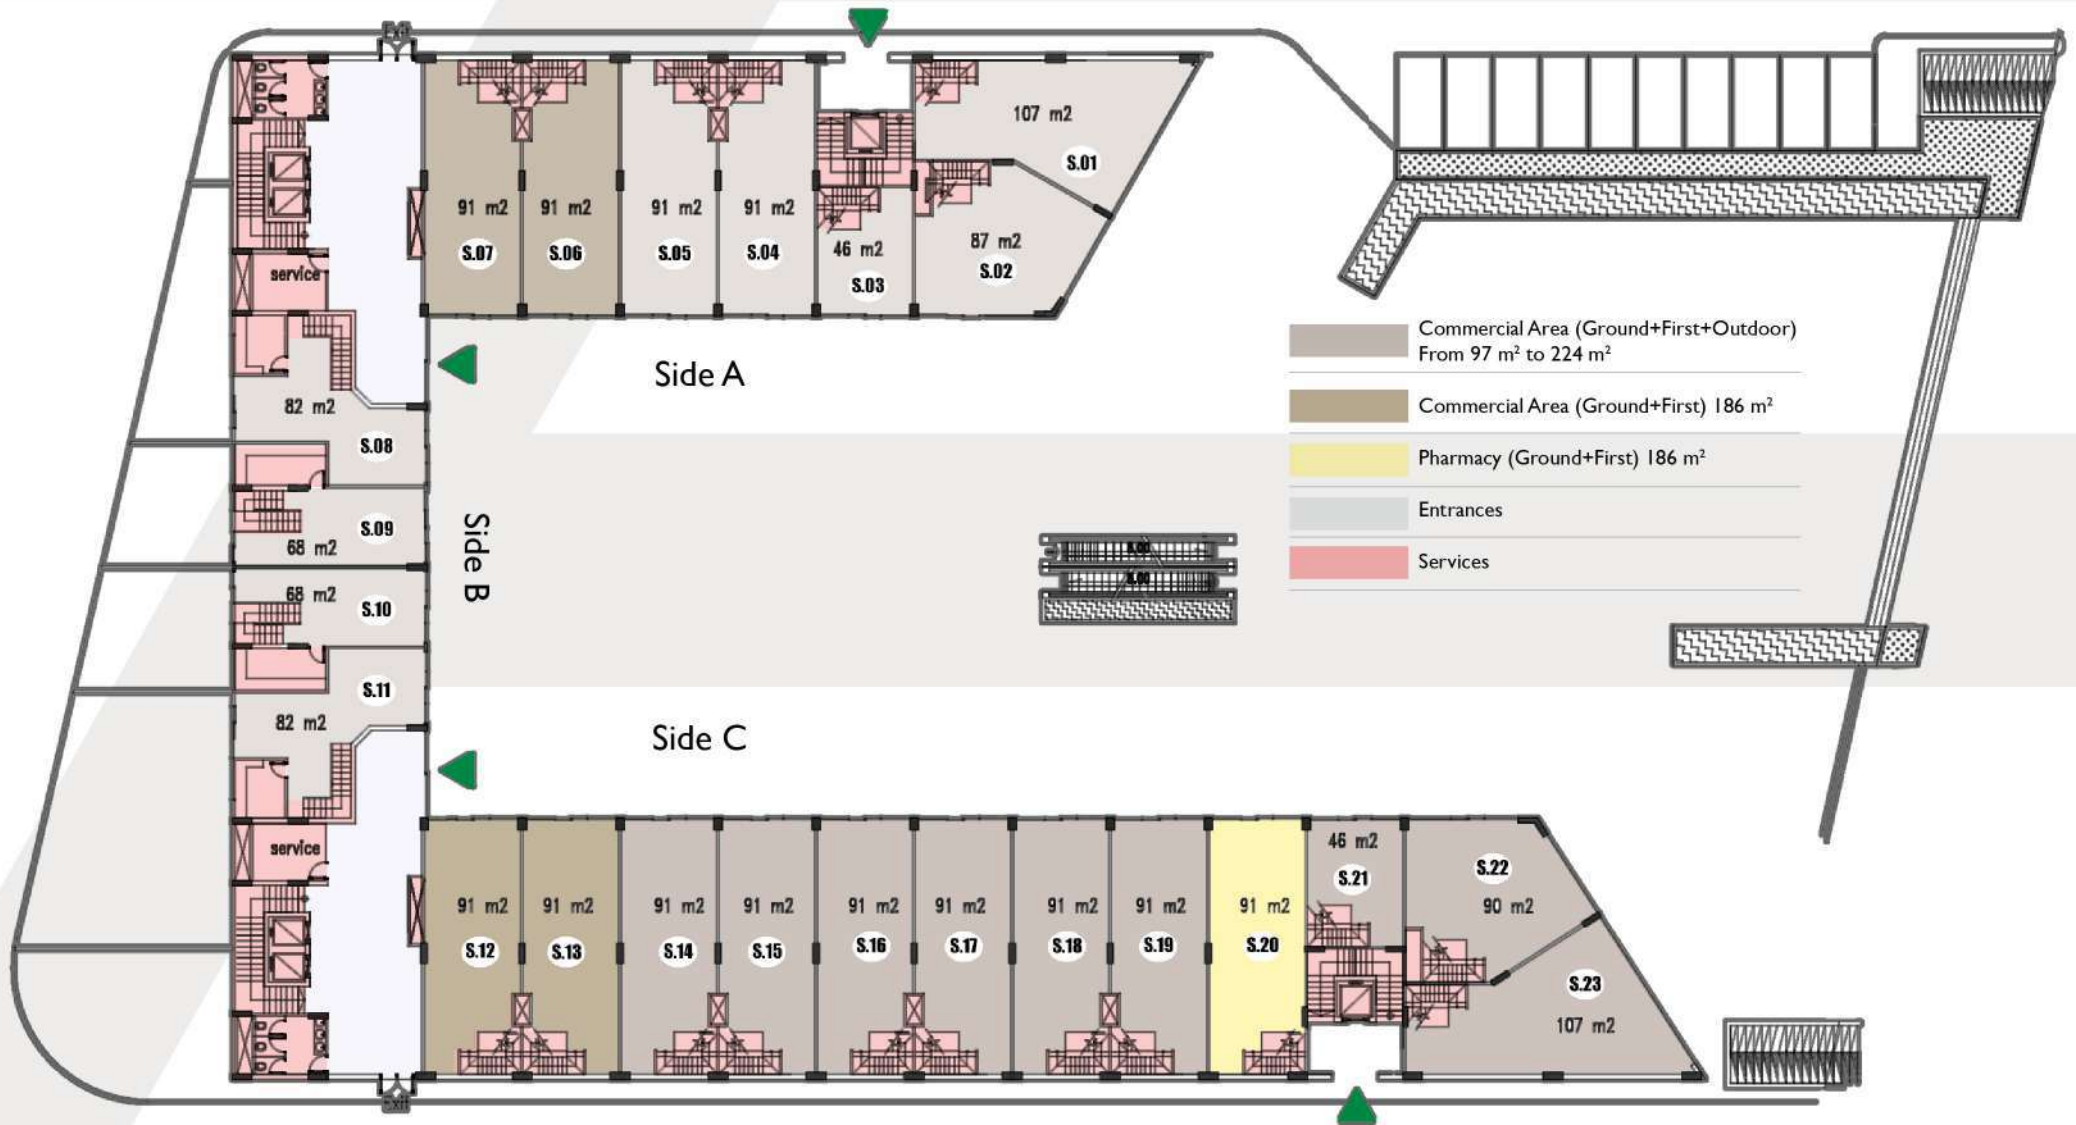 Exit
107 m2
S.01
91 m2
91 m2
91 m2
91 m2
S.07
S.06
S.05
S.04
46 m2
S.03
87 m2
S.02
service
Commercial Area (Ground+First+Outdoor)
From 97 m² to 224 m²
Side A
Commercial Area (Ground+First) 186 m²
82 m2
S.08
Pharmacy (Ground+First) 186 m²
Entrances
Services
S.09
68 m2
Side B
68 m2
S.10
S.11
82 m2
Side C
service
46 m2
S.21
S.22
90 m2
91 m2
91 m2
91 m2
91 m2
91 m2
91 m2
91 m2
91 m2
91 m2
S.12
S.13
S.14
S.15
S.16
S.17
S.18
S.19
S.20
S.23
107 m2
Exit